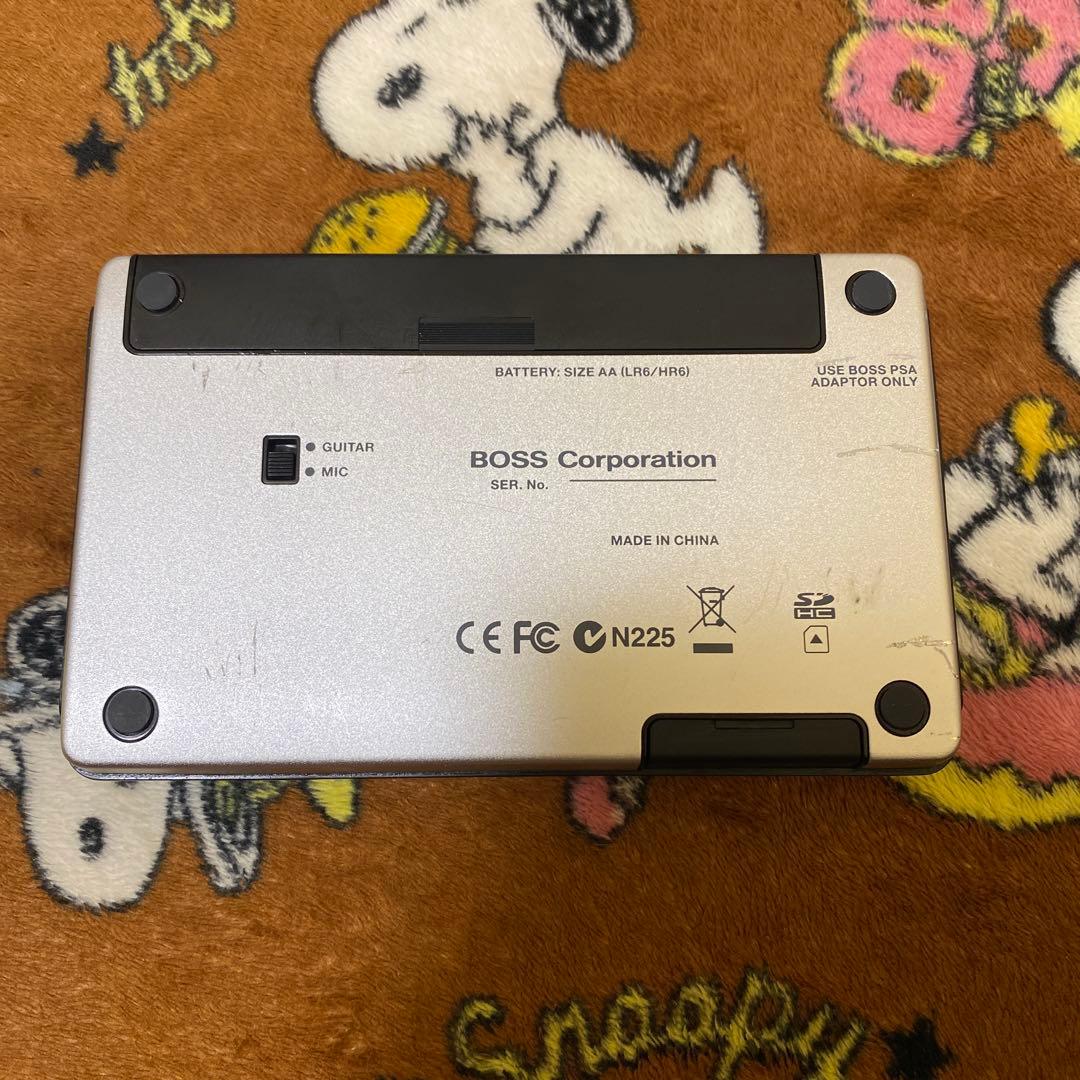 BATTERY: SIZE AA (LR6/HR6)
USE BOSS PSA
ADAPTOR ONLY
GUITAR
MIC
BOSS Corporation
SER. No.
MADE IN CHINA
CE FC N225
SD
HC
Snoopy